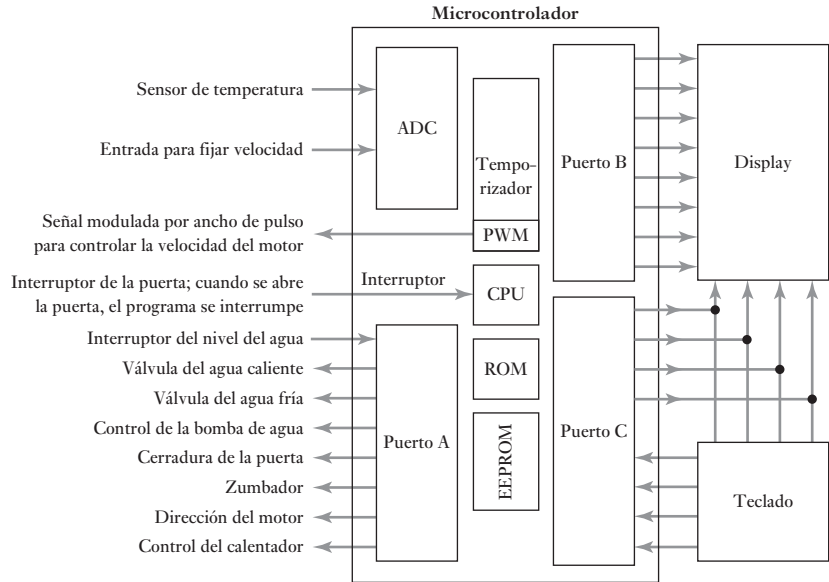 Microcontrolador
Sensor de temperatura
ADC
Entrada para fijar velocidad
Tempo-
rizador
Puerto B
Display
Señal modulada por ancho de pulso
para controlar la velocidad del motor
PWM
Interruptor de la puerta; cuando se abre
la puerta, el programa se interrumpe
Interruptor
CPU
Interruptor del nivel del agua
Válvula del agua caliente
Válvula del agua fría
Control de la bomba de agua
Cerradura de la puerta
Zumbador
Dirección del motor
Control del calentador
Puerto A
ROM
EEPROM
Puerto C
Teclado